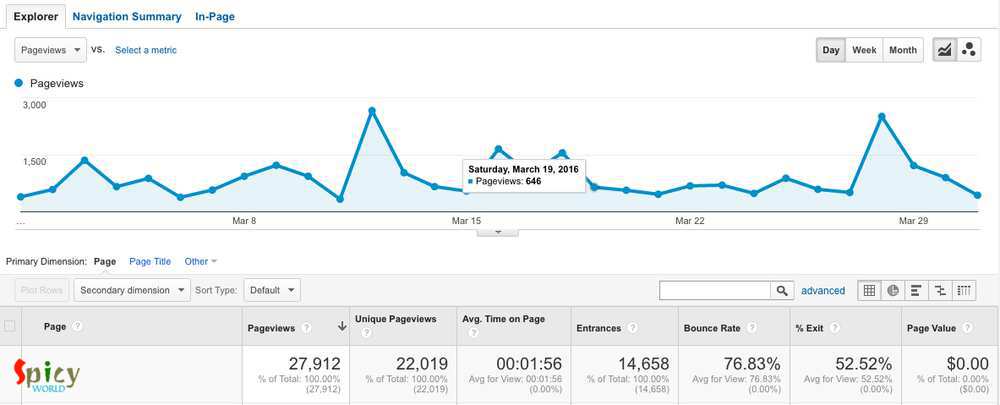 Explorer Navigation Summary In-Page
Pageviews VS. Select a metric Day Week Month
Pageviews
3,000
1,500
Saturday, March 19, 2016
Pageviews: 646
... Mar 8 Mar 15 Mar 22 Mar 29
Primary Dimension: Page Page Title Other
Plot Rows Secondary dimension Sort Type: Default advanced
Page ? Pageviews ? Unique Pageviews ? Avg. Time on Page ? Entrances ? Bounce Rate ? % Exit ? Page Value ?
Spicy WORLD
27,912 22,019 00:01:56 14,658 76.83% 52.52% $0.00
% of Total: 100.00% % of Total: 100.00% Avg for View: 00:01:56 % of Total: 100.00% Avg for View: 76.83% Avg for View: 52.52% % of Total: 0.00%
(27,912) (22,019) (0.00%) (14,658) (0.00%) (0.00%) ($0.00)